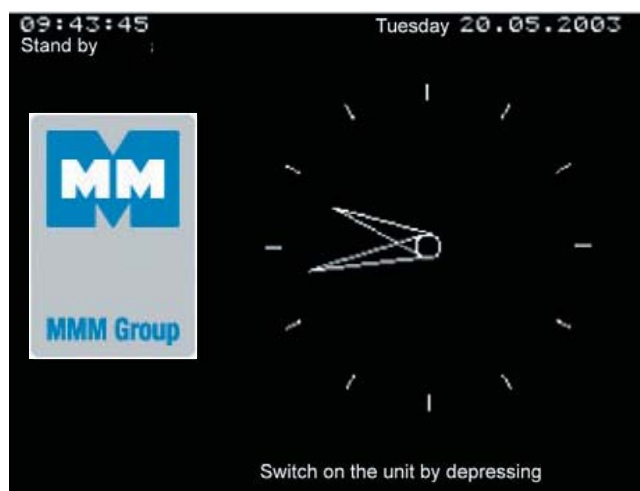 09:43:45
Tuesday 20.05.2003
Stand by :
MM
M
MMM Group
Switch on the unit by depressing